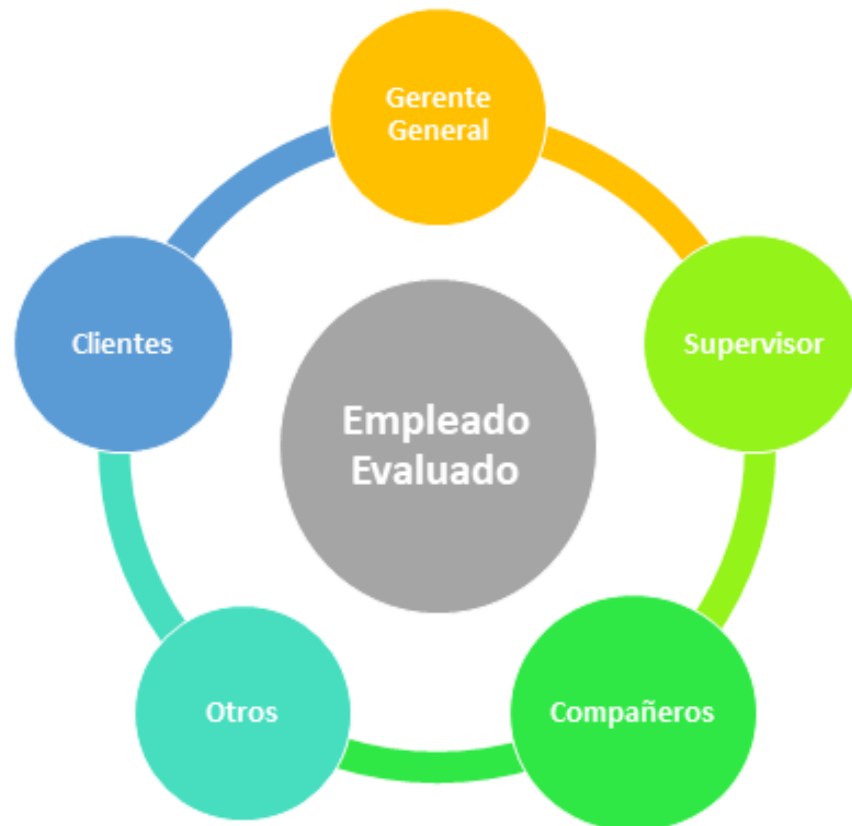 Gerente
General
Clientes
Supervisor
Empleado
Evaluado
Otros
Compañeros